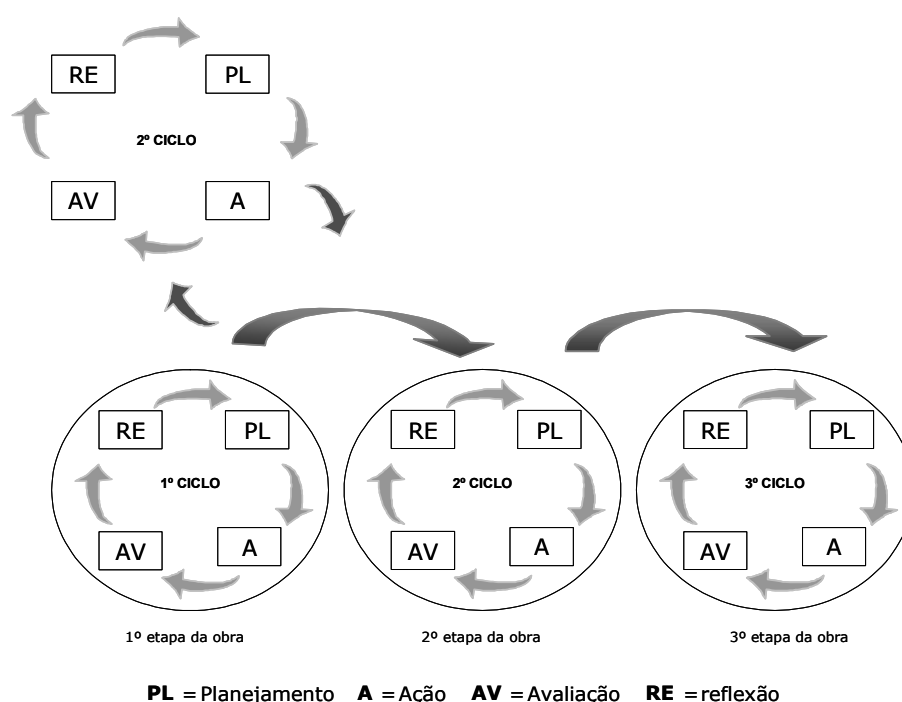 RE PL
2º CICLO
AV A
RE PL RE PL RE PL
1º CICLO 2º CICLO 3º CICLO
AV A AV A AV A
1º etapa da obra 2º etapa da obra 3º etapa da obra
PL = Planejamento A = Ação AV = Avaliação RE = reflexão